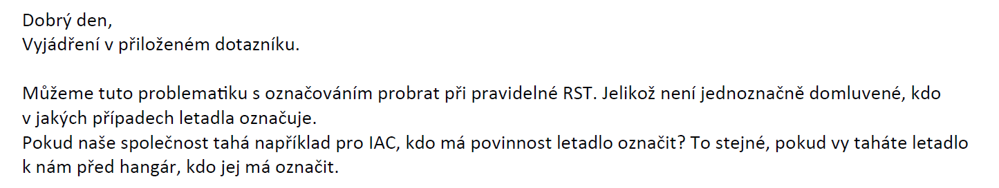 Dobrý den,
Vyjádření v přiloženém dotazníku.

Můžeme tuto problematiku s označováním probrat při pravidelné RST. Jelikož není jednoznačně domluvené, kdo
v jakých případech letadla označuje.
Pokud naše společnost tahá například pro IAC, kdo má povinnost letadlo označit? To stejné, pokud vy taháte letadlo
k nám před hangár, kdo jej má označit.